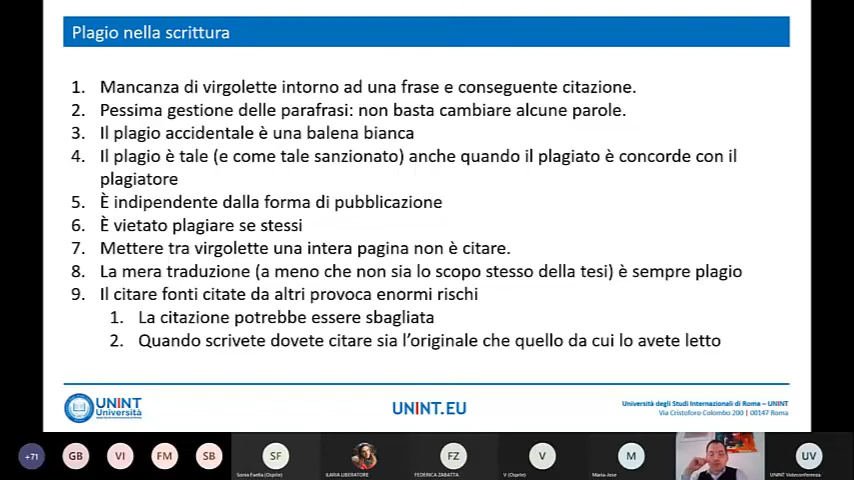 Plagio nella scrittura
1. Mancanza di virgolette intorno ad una frase e conseguente citazione.
2. Pessima gestione delle parafrasi: non basta cambiare alcune parole.
3. Il plagio accidentale è una balena bianca
4. Il plagio è tale (e come tale sanzionato) anche quando il plagiato è concorde con il
plagiatore
5. È indipendente dalla forma di pubblicazione
6. È vietato plagiare se stessi
7. Mettere tra virgolette una intera pagina non è citare.
8. La mera traduzione (a meno che non sia lo scopo stesso della tesi) è sempre plagio
9. Il citare fonti citate da altri provoca enormi rischi
1. La citazione potrebbe essere sbagliata
2. Quando scrivete dovete citare sia l'originale che quello da cui lo avete letto
UNINT
Università
UNINT.EU
Università degli Studi Internazionali di Roma – UNINT
Via Cristoforo Colombo 200 | 00147 Roma
+71
GB
VI
FM
SB
SF
FZ
V
M
UV
(Ospite)
ILARIA LIBERATORE
FEDERICA ZABATTA
V (Ospite)
Maria-Jose
UNINT Videoconferenza